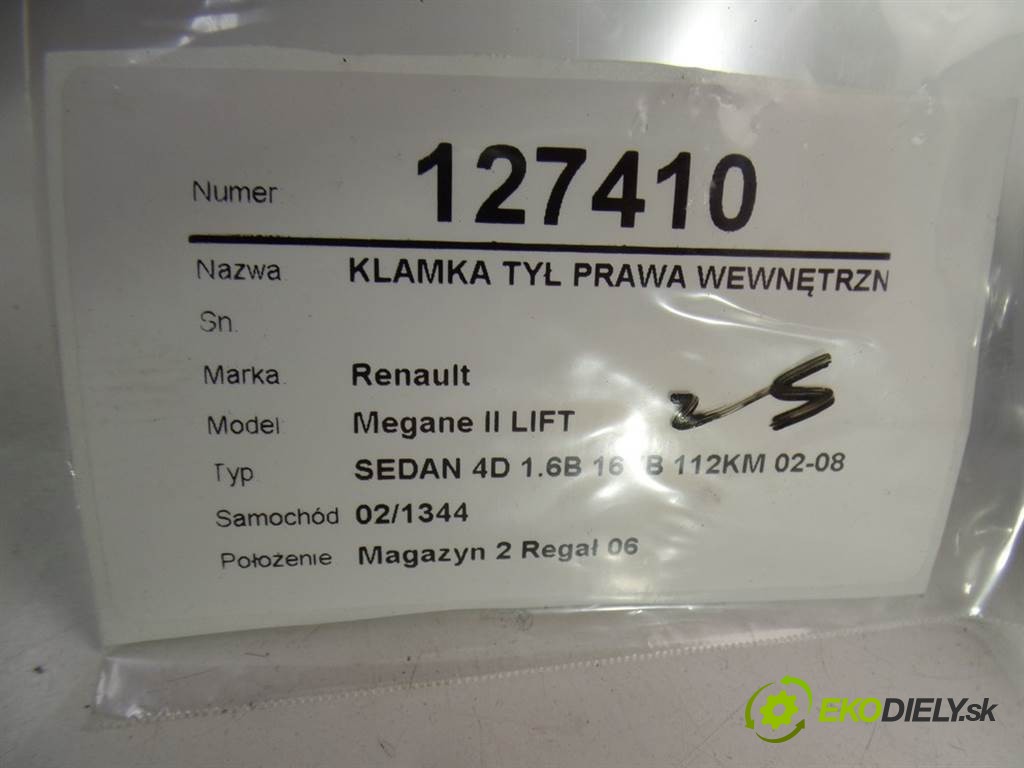 Numer 127410
Nazwa KLAMKA TYŁ PRAWA WEWNĘTRZN
Sn.
Marka Renault
Model Megane II LIFT
Typ SEDAN 4D 1.6B 112KM 02-08
Samochód 02/1344
Położenie Magazyn 2 Regał 06
EKODIELY.sk